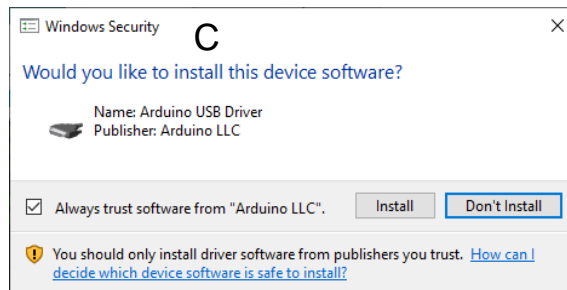 Windows Security
C
Would you like to install this device software?
Name: Arduino USB Driver
Publisher: Arduino LLC
Always trust software from "Arduino LLC".
Install
Don't Install
You should only install driver software from publishers you trust. How can I
decide which device software is safe to install?